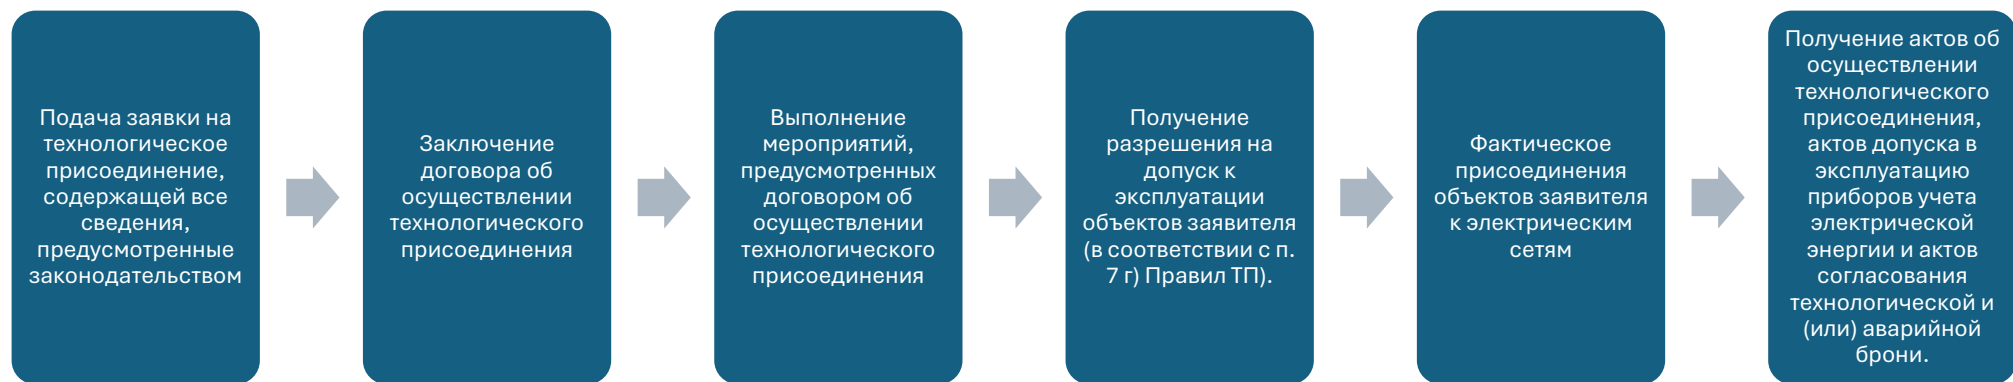 Подача заявки на
технологическое
присоединение,
содержащей все
сведения,
предусмотренные
законодательством
Заключение
договора об
осуществлении
технологического
присоединения
Выполнение
мероприятий,
предусмотренных
договором об
осуществлении
технологического
присоединения
Получение
разрешения на
допуск к
эксплуатации
объектов заявителя
(в соответствии с п.
7 г) Правил ТП).
Фактическое
присоединения
объектов заявителя
к электрическим
сетям
Получение актов об
осуществлении
технологического
присоединения,
актов допуска в
эксплуатацию
приборов учета
электрической
энергии и актов
согласования
технологической и
(или) аварийной
брони.